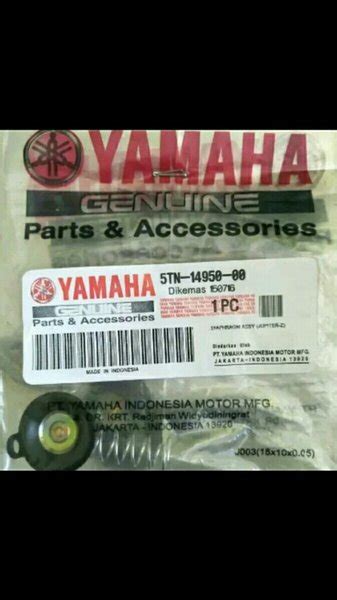 YAMAHA
GENUINE
Parts & Accessories
YAMAHA
GENUINE
Parts & Accessories
MADE IN INDONESIA
5TN-14950-00
Dikemas 150716
1 PC
DIAPHRAGM ASSY (JUPITER-Z)
Diedarkan Oleh
PT.YAMAHA INDONESIA MOTOR MFG.
JAKARTA-INDONESIA 13920
PT. YAMAHA INDONESIA MOTOR MFG.
JL. DR. KRT. Radjiman Widyodiningrat
JAKARTA - INDONESIA 13920
J003(15x10x0.05)